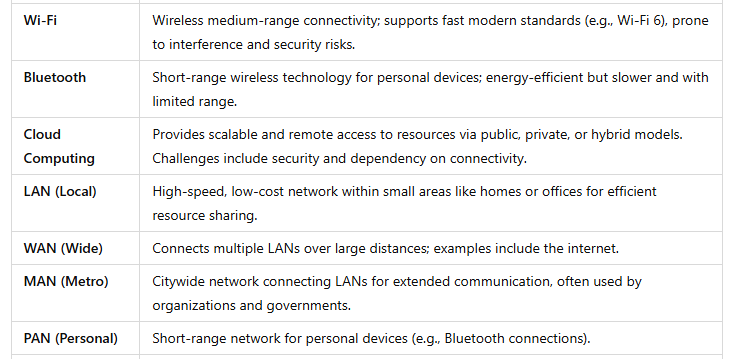 Wi-Fi
Wireless medium-range connectivity; supports fast modern standards (e.g., Wi-Fi 6), prone
to interference and security risks.
Bluetooth
Short-range wireless technology for personal devices; energy-efficient but slower and with
limited range.
Cloud
Computing
Provides scalable and remote access to resources via public, private, or hybrid models.
Challenges include security and dependency on connectivity.
LAN (Local)
High-speed, low-cost network within small areas like homes or offices for efficient
resource sharing.
WAN (Wide)
Connects multiple LANs over large distances; examples include the internet.
MAN (Metro)
Citywide network connecting LANs for extended communication, often used by
organizations and governments.
PAN (Personal)
Short-range network for personal devices (e.g., Bluetooth connections).